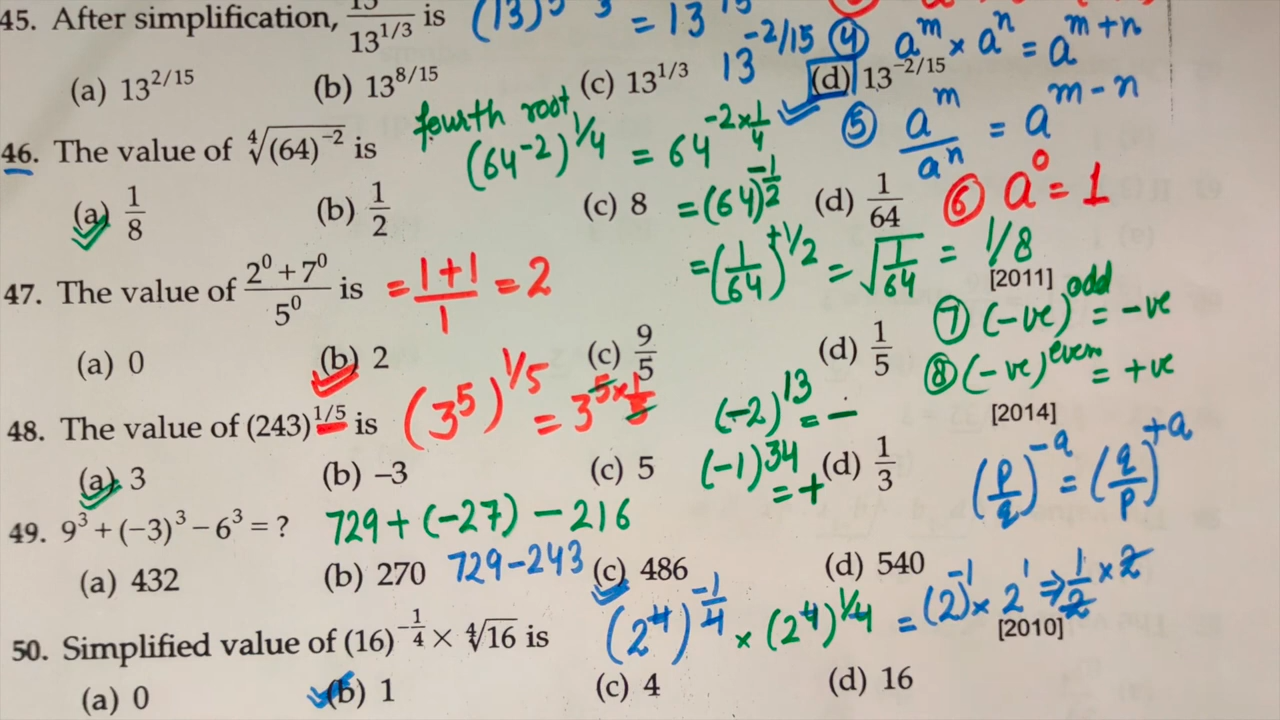 45. After simplification, 13^{1/3} is (13) = 13
13^{-2/15} ④ a^m × a^n = a^{m+n}
(a) 13^{2/15} (b) 13^{8/15} (c) 13^{1/3} (d) 13^{-2/15}
⑤ a^m/a^n = a^{m-n}
fourth root
46. The value of ∜(64)^{-2} is (64^{-2})^{1/4} = 64^{-2×1/4}
(a) 1/8 (b) 1/2 (c) 8 = (64)^{-1/2} (d) 1/64 ⑥ a^0 = 1
= (1/64)^{+1/2} = √(1/64) = 1/8
[2011]
47. The value of (2^0 + 7^0)/5^0 is = (1+1)/1 = 2
⑦ (-ve)^{odd} = -ve
(a) 0 (b) 2 (c) 9/5 (d) 1/5
⑧ (-ve)^{even} = +ve
[2014]
48. The value of (243)^{1/5} is (3^5)^{1/5} = 3^{5×1/5} (-2)^{13} = -
(-1)^{34} = +
(a) 3 (b) –3 (c) 5 (d) 1/3
(p/q)^{-a} = (q/p)^{+a}
49. 9^3 + (–3)^3 – 6^3 = ? 729 + (-27) - 216
(a) 432 (b) 270 729-243 (c) 486 (d) 540
50. Simplified value of (16)^{-1/4} × ∜16 is (2^4)^{-1/4} × (2^4)^{1/4} = (2)^{-1} × 2^1 ⇒ 1/2 × 2
[2010]
(a) 0 (b) 1 (c) 4 (d) 16